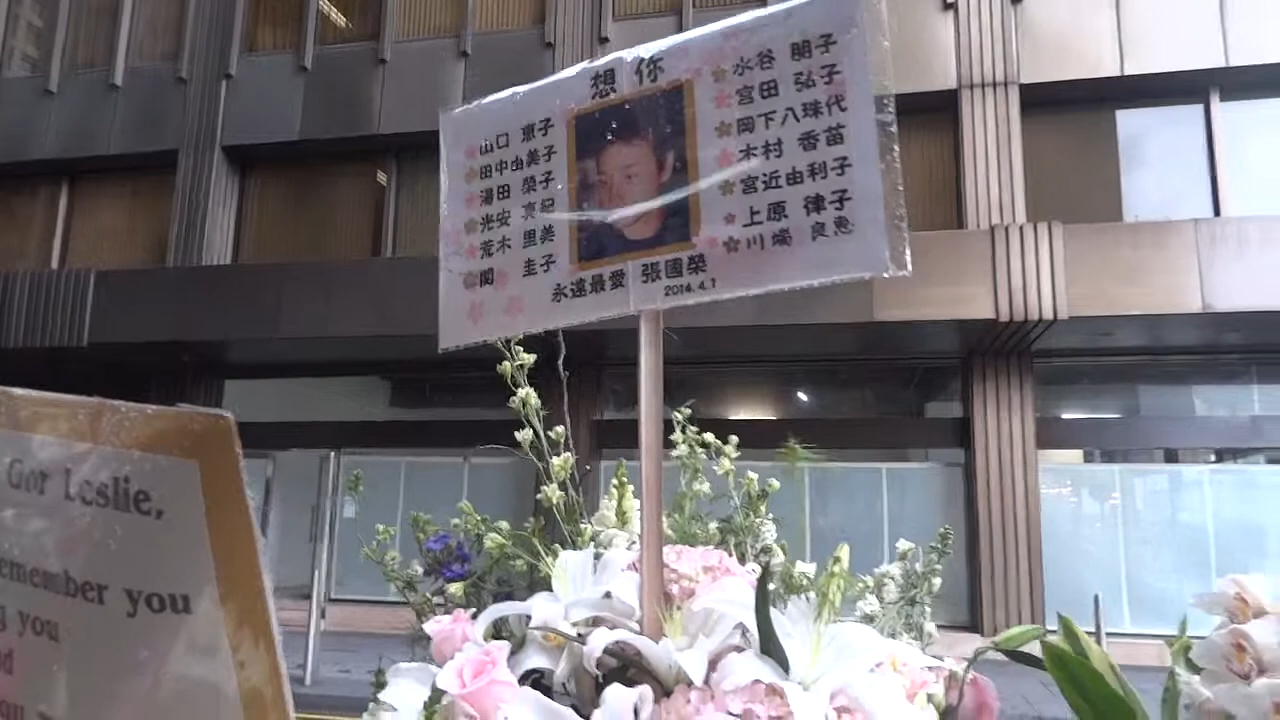 想你
山口 京子
田中由美子
湯田 榮子
光安 真紀
荒木 里美
関 圭子
水谷 朋子
宮田 弘子
岡下八珠代
木村 香苗
宮近由利子
上原 律子
川端 良恵
永遠最愛 張國榮
2014.4.1
Gor Leslie,
emember you
g you